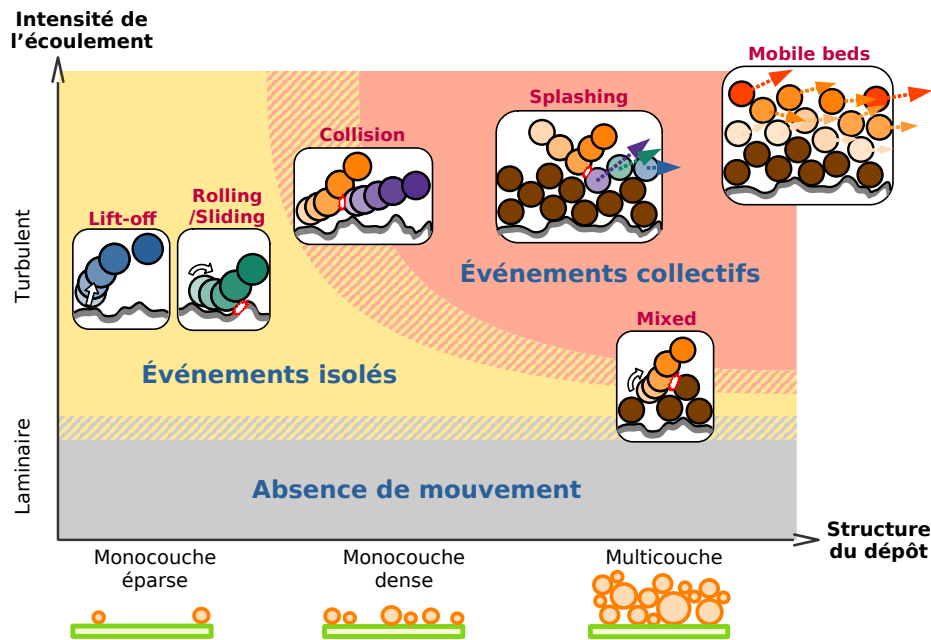 Intensité de
l’écoulement
Mobile beds
Splashing
Collision
Rolling
/Sliding
Lift-off
Turbulent
Événements collectifs
Mixed
Événements isolés
Laminaire
Absence de mouvement
Structure
du dépôt
Monocouche
éparse
Monocouche
dense
Multicouche